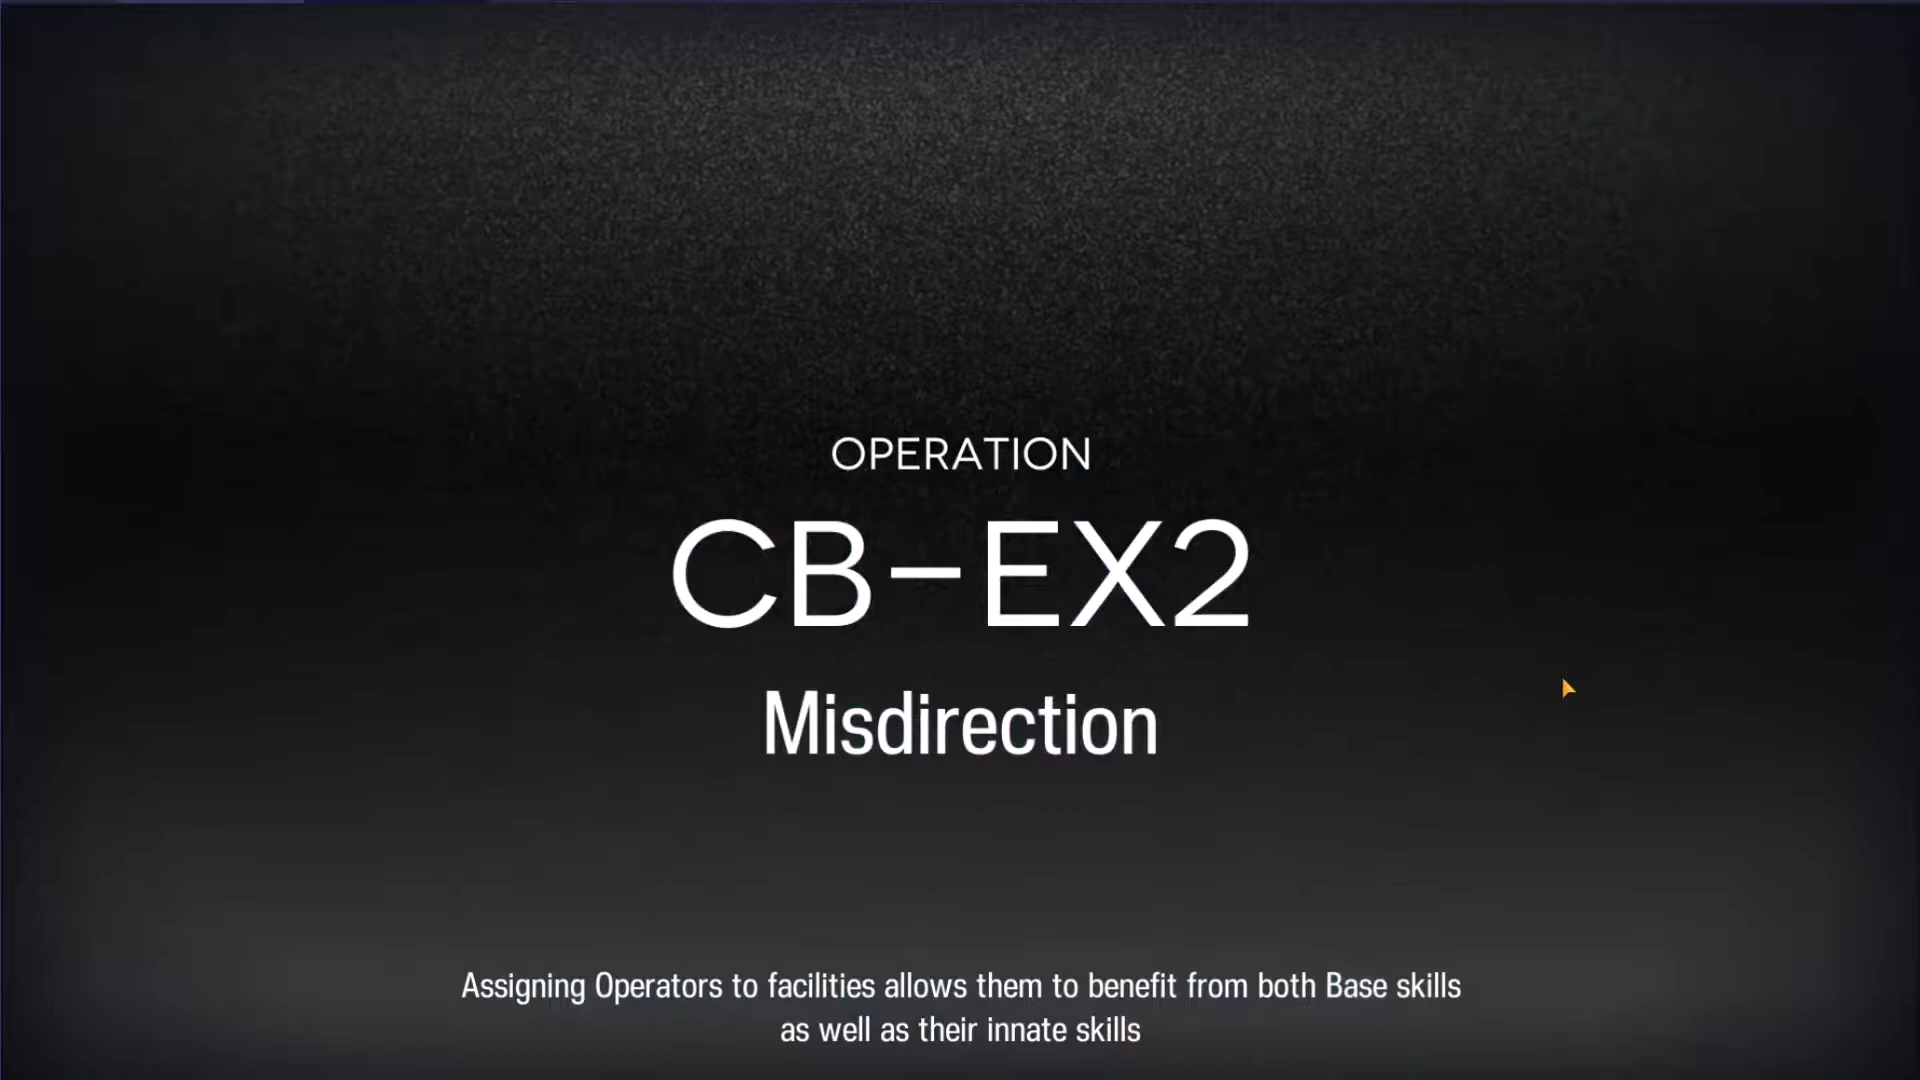 OPERATION
CB-EX2
Misdirection
Assigning Operators to facilities allows them to benefit from both Base skills
as well as their innate skills